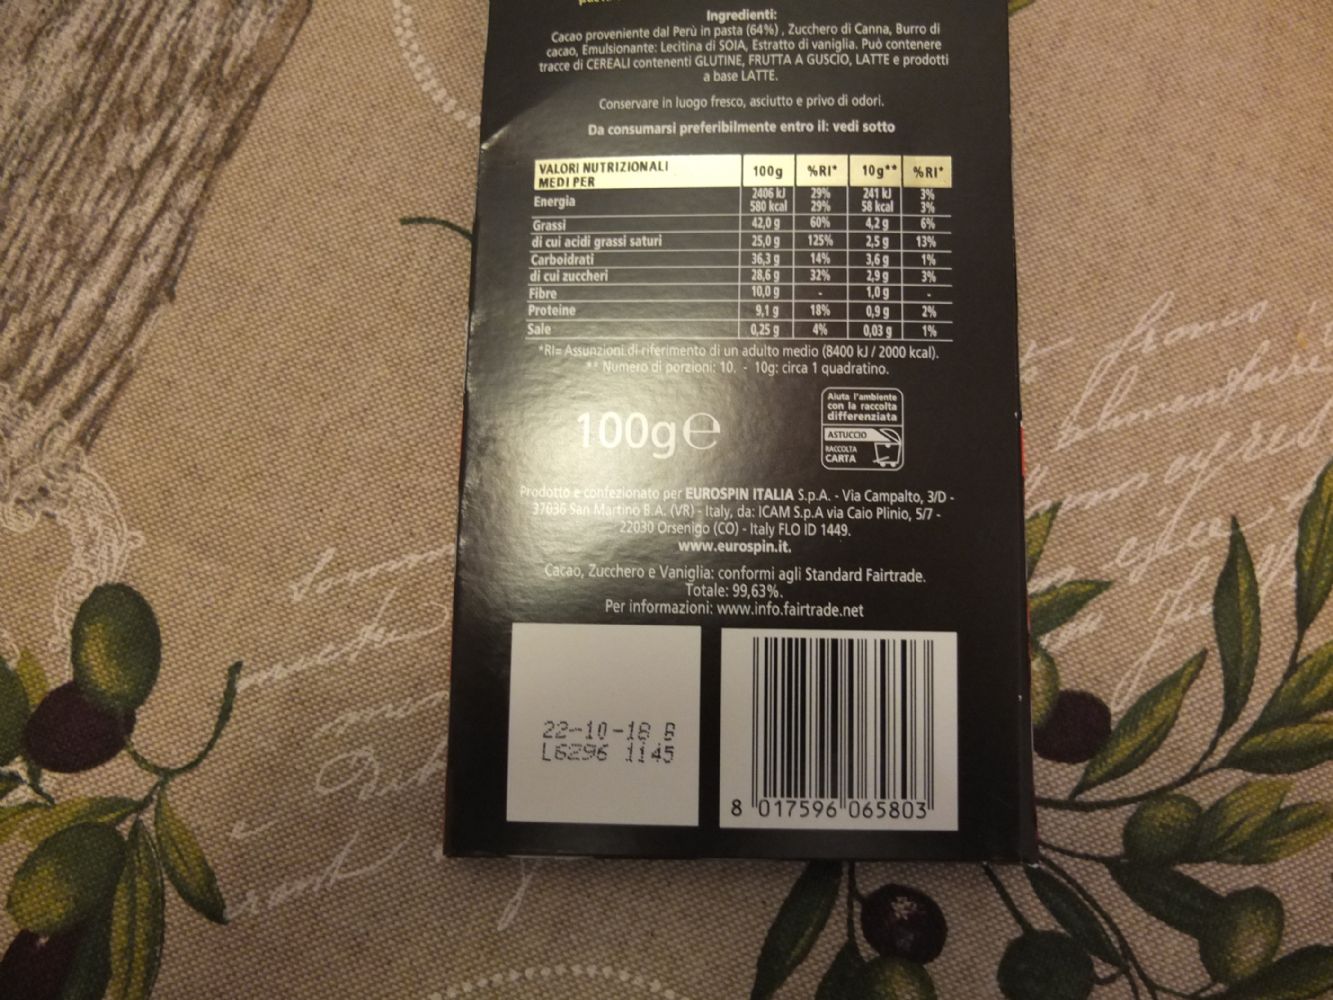 Ingredienti:
Cacao proveniente dal Perù in pasta (64%), Zucchero di Canna, Burro di
cacao, Emulsionante: Lecitina di SOIA, Estratto di vaniglia. Può contenere
tracce di CEREALI contenenti GLUTINE, FRUTTA A GUSCIO, LATTE e prodotti
a base LATTE.
Conservare in luogo fresco, asciutto e privo di odori.
Da consumarsi preferibilmente entro il: vedi sotto
VALORI NUTRIZIONALI MEDI PER 100g %RI* 10g** %RI*
Energia 2406 kJ 29% 241 kJ 3%
580 kcal 29% 58 kcal 3%
Grassi 42,0 g 60% 4,2 g 6%
di cui acidi grassi saturi 25,0 g 125% 2,5 g 13%
Carboidrati 36,3 g 14% 3,6 g 1%
di cui zuccheri 28,6 g 32% 2,9 g 3%
Fibre 10,0 g - 1,0 g -
Proteine 9,1 g 18% 0,9 g 2%
Sale 0,25 g 4% 0,03 g 1%
*RI= Assunzioni di riferimento di un adulto medio (8400 kJ / 2000 kcal).
** Numero di porzioni: 10. - 10g: circa 1 quadratino.
100g e
Aiuta l'ambiente
con la raccolta
differenziata
ASTUCCIO
RACCOLTA
CARTA
Prodotto e confezionato per EUROSPIN ITALIA S.p.A. - Via Campalto, 3/D -
37036 San Martino B.A. (VR) - Italy, da: ICAM S.p.A via Caio Plinio, 5/7 -
22030 Orsenigo (CO) - Italy FLO ID 1449.
www.eurospin.it.
Cacao, Zucchero e Vaniglia: conformi agli Standard Fairtrade.
Totale: 99,63%.
Per informazioni: www.info.fairtrade.net
22-10-18 B
L6296 11:45
8 017596 065803